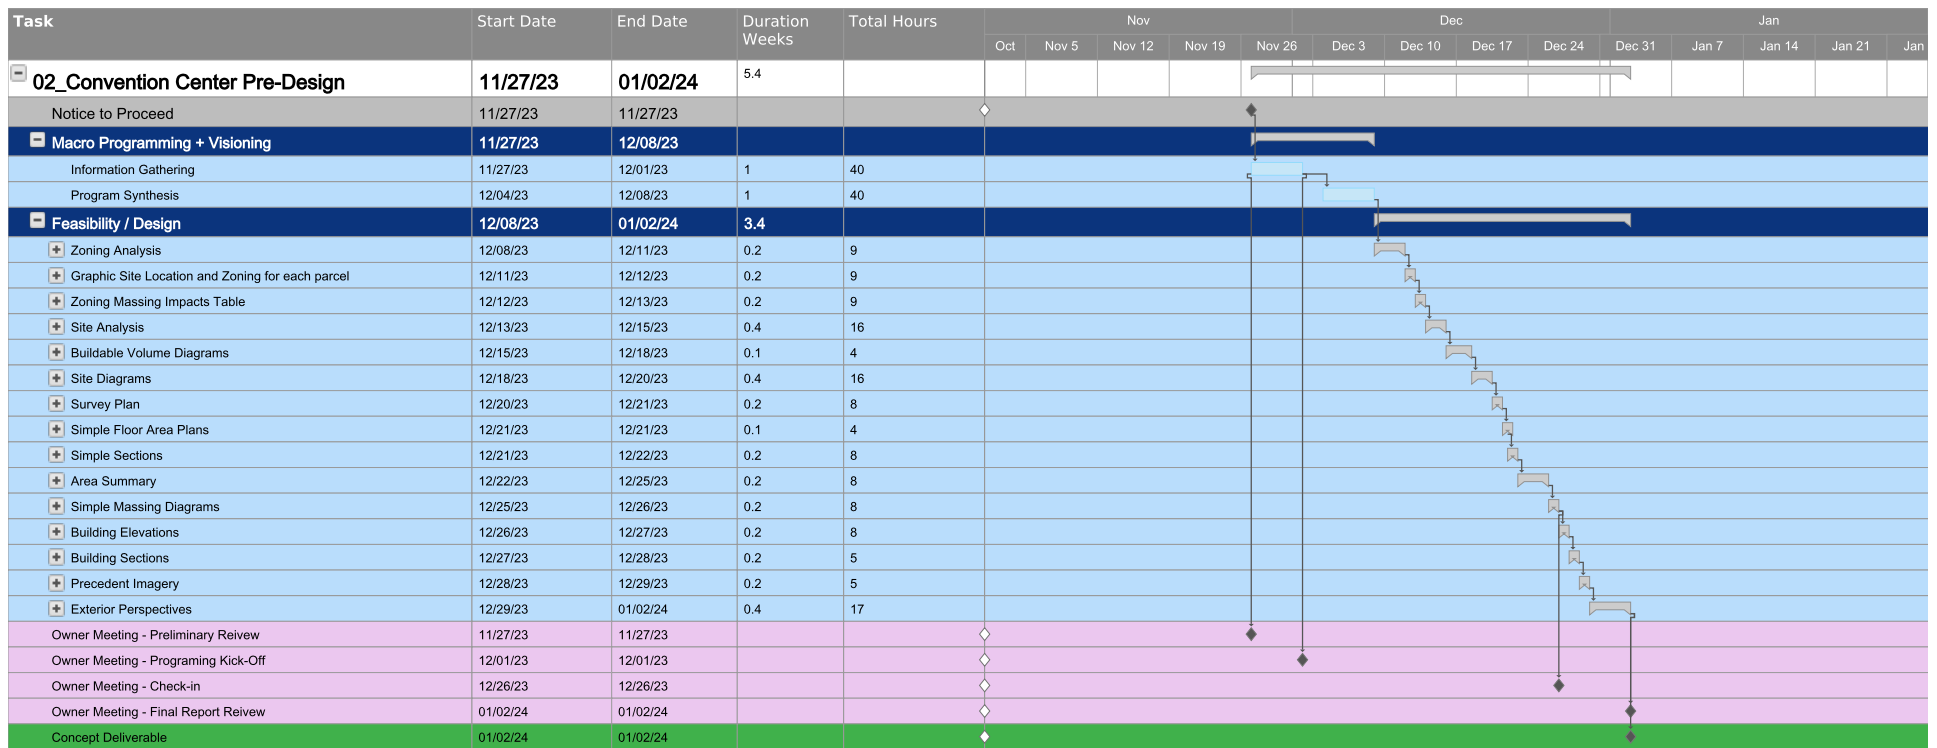 Task Start Date End Date Duration Weeks Total Hours Nov Dec Jan
Oct Nov 5 Nov 12 Nov 19 Nov 26 Dec 3 Dec 10 Dec 17 Dec 24 Dec 31 Jan 7 Jan 14 Jan 21 Jan
02_Convention Center Pre-Design 11/27/23 01/02/24 5.4
Notice to Proceed 11/27/23 11/27/23
Macro Programming + Visioning 11/27/23 12/08/23
Information Gathering 11/27/23 12/01/23 1 40
Program Synthesis 12/04/23 12/08/23 1 40
Feasibility / Design 12/08/23 01/02/24 3.4
Zoning Analysis 12/08/23 12/11/23 0.2 9
Graphic Site Location and Zoning for each parcel 12/11/23 12/12/23 0.2 9
Zoning Massing Impacts Table 12/12/23 12/13/23 0.2 9
Site Analysis 12/13/23 12/15/23 0.4 16
Buildable Volume Diagrams 12/15/23 12/18/23 0.1 4
Site Diagrams 12/18/23 12/20/23 0.4 16
Survey Plan 12/20/23 12/21/23 0.2 8
Simple Floor Area Plans 12/21/23 12/21/23 0.1 4
Simple Sections 12/21/23 12/22/23 0.2 8
Area Summary 12/22/23 12/25/23 0.2 8
Simple Massing Diagrams 12/25/23 12/26/23 0.2 8
Building Elevations 12/26/23 12/27/23 0.2 8
Building Sections 12/27/23 12/28/23 0.2 5
Precedent Imagery 12/28/23 12/29/23 0.2 5
Exterior Perspectives 12/29/23 01/02/24 0.4 17
Owner Meeting - Preliminary Reivew 11/27/23 11/27/23
Owner Meeting - Programing Kick-Off 12/01/23 12/01/23
Owner Meeting - Check-in 12/26/23 12/26/23
Owner Meeting - Final Report Reivew 01/02/24 01/02/24
Concept Deliverable 01/02/24 01/02/24